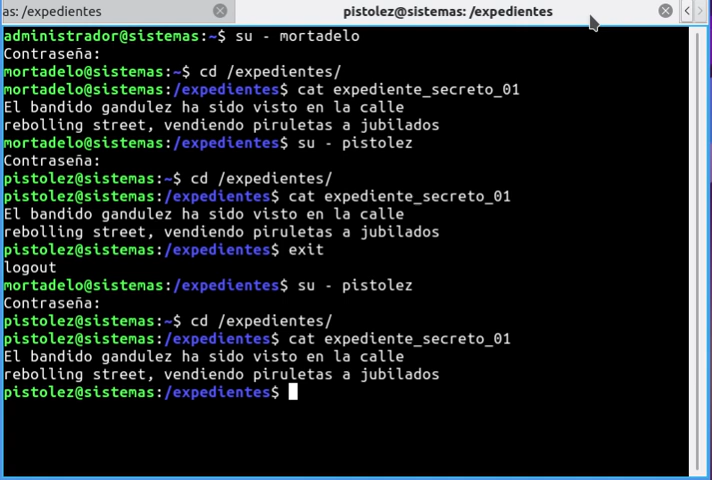 as: /expedientes
pistolez@sistemas: /expedientes
administrador@sistemas:~$ su - mortadelo
Contraseña:
mortadelo@sistemas:~$ cd /expedientes/
mortadelo@sistemas:/expedientes$ cat expediente_secreto_01
El bandido gandulez ha sido visto en la calle
rebolling street, vendiendo piruletas a jubilados
mortadelo@sistemas:/expedientes$ su - pistolez
Contraseña:
pistolez@sistemas:~$ cd /expedientes/
pistolez@sistemas:/expedientes$ cat expediente_secreto_01
El bandido gandulez ha sido visto en la calle
rebolling street, vendiendo piruletas a jubilados
pistolez@sistemas:/expedientes$ exit
logout
mortadelo@sistemas:/expedientes$ su - pistolez
Contraseña:
pistolez@sistemas:~$ cd /expedientes/
pistolez@sistemas:/expedientes$ cat expediente_secreto_01
El bandido gandulez ha sido visto en la calle
rebolling street, vendiendo piruletas a jubilados
pistolez@sistemas:/expedientes$